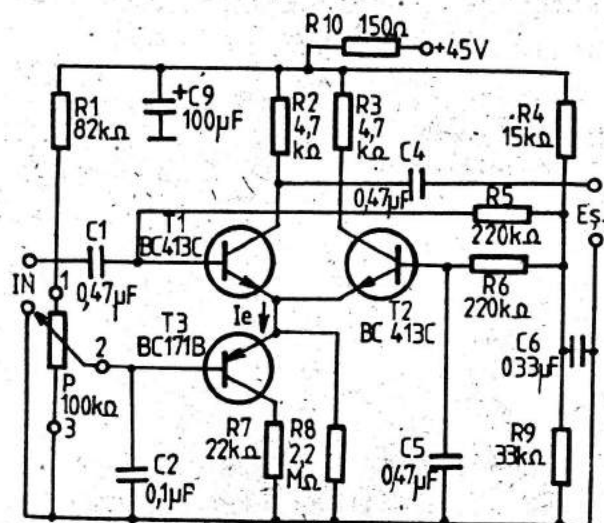 R10 150Ω
+45V
R1
82kΩ
+C9
100µF
R2
4,7
kΩ
R3
4,7
kΩ
R4
15kΩ
C4
0,47µF
R5
220kΩ
Eş.
T1
BC413C
C1
0,47µF
IN
1
R6
220kΩ
T2
BC 413C
Ie
T3
BC171B
2
P
100kΩ
3
C6
033µF
R7
22kΩ
R8
2,2
MΩ
C5
0,47µF
R9
33kΩ
C2
0,1µF